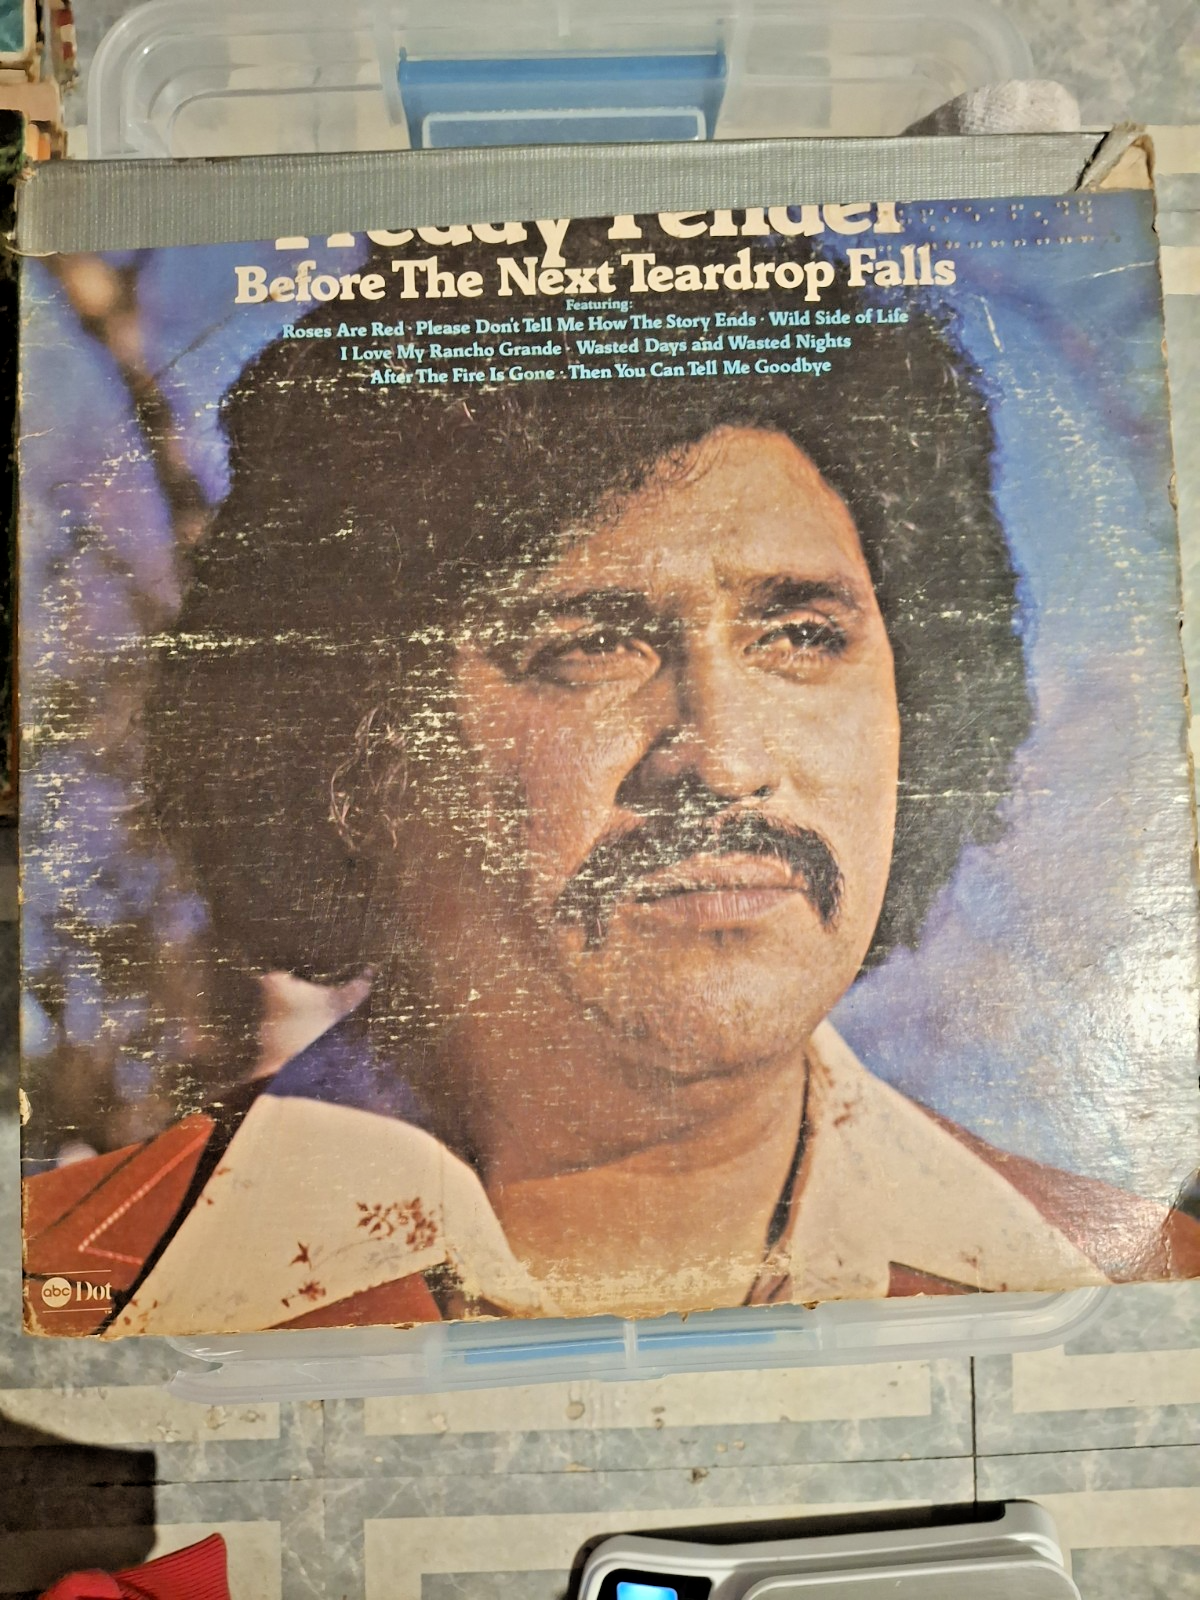 Freddy Fender
Before The Next Teardrop Falls
Featuring:
Roses Are Red · Please Don't Tell Me How The Story Ends · Wild Side of Life
I Love My Rancho Grande · Wasted Days and Wasted Nights
After The Fire Is Gone · Then You Can Tell Me Goodbye
abc Dot